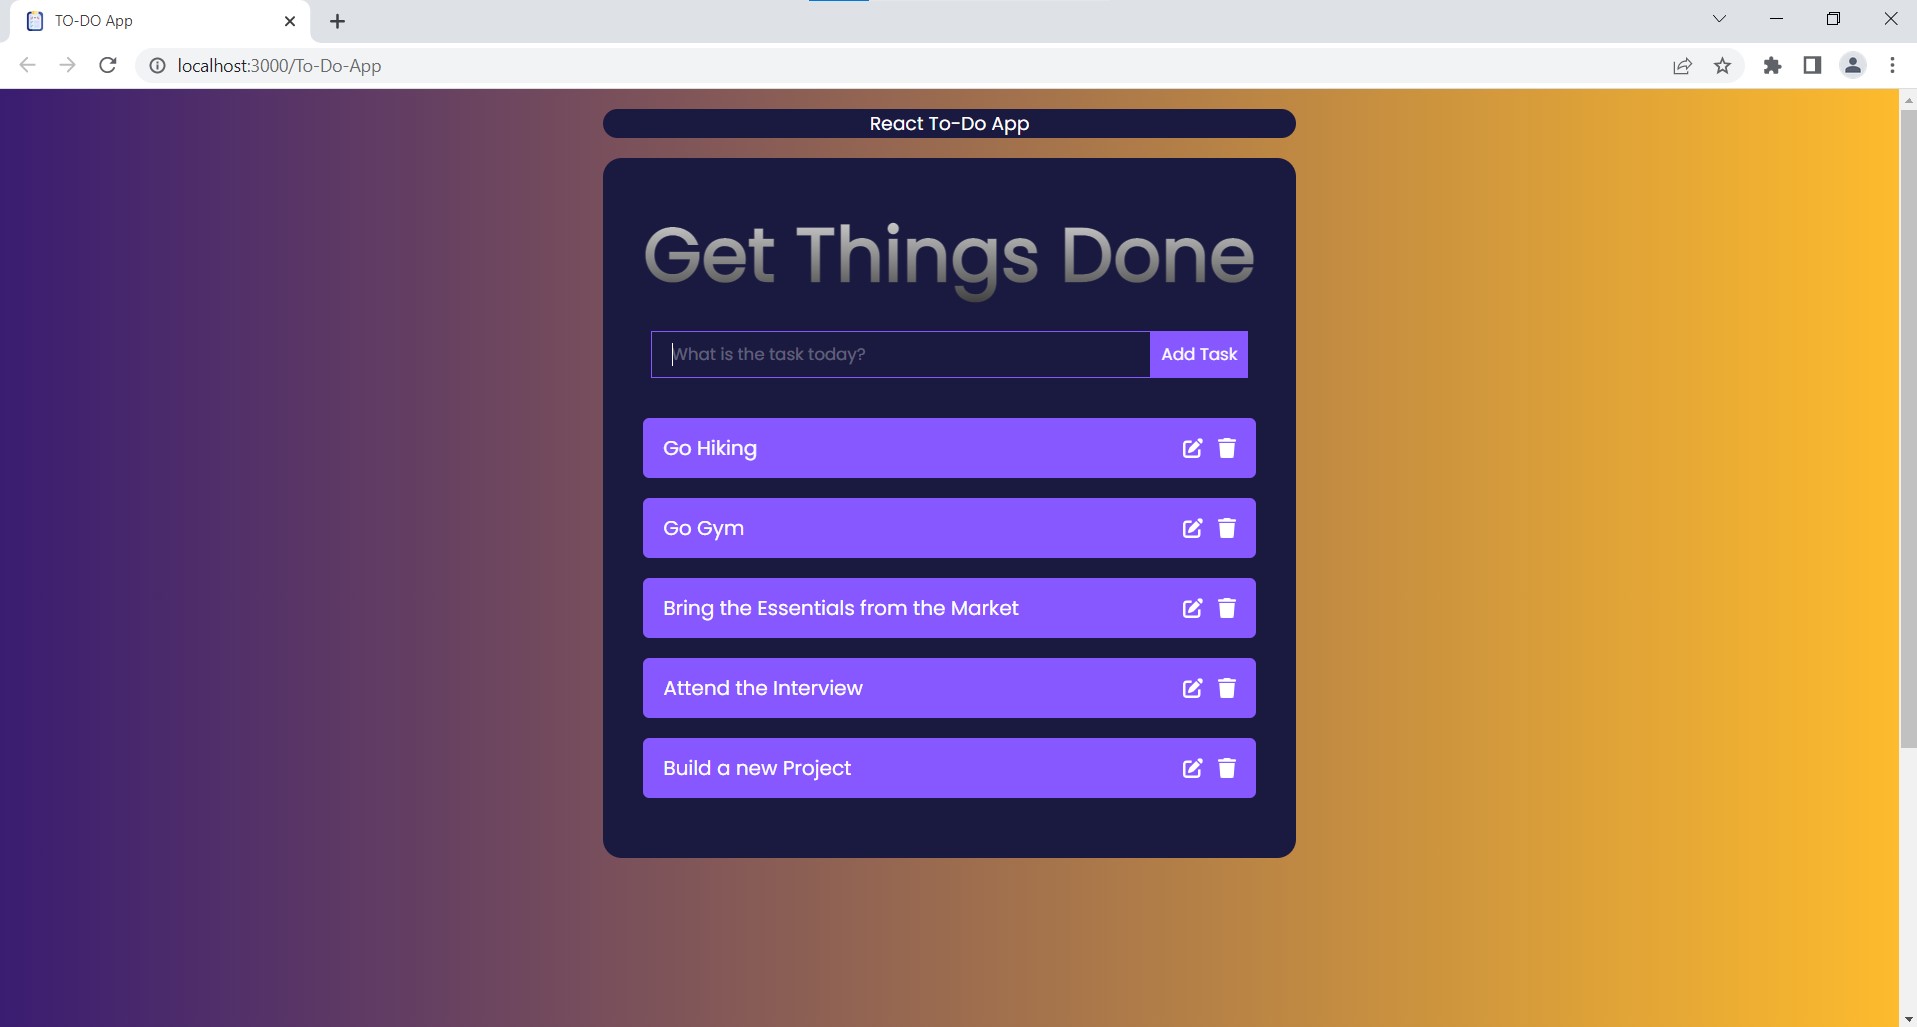 TO-DO App
localhost:3000/To-Do-App
React To-Do App
Get Things Done
What is the task today?
Add Task
Go Hiking
Go Gym
Bring the Essentials from the Market
Attend the Interview
Build a new Project